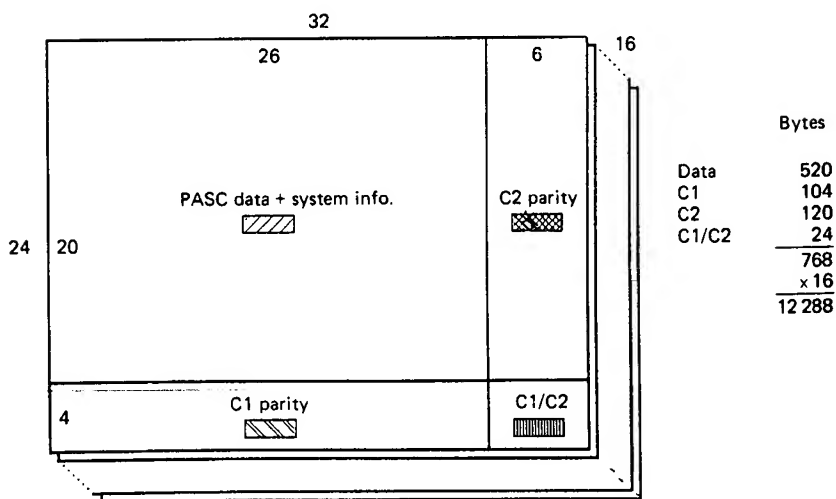 32
26
6
16
Bytes
PASC data + system info.
C2 parity
24
20
Data 520
C1 104
C2 120
C1/C2 24
768
x 16
12 288
4
C1 parity
C1/C2